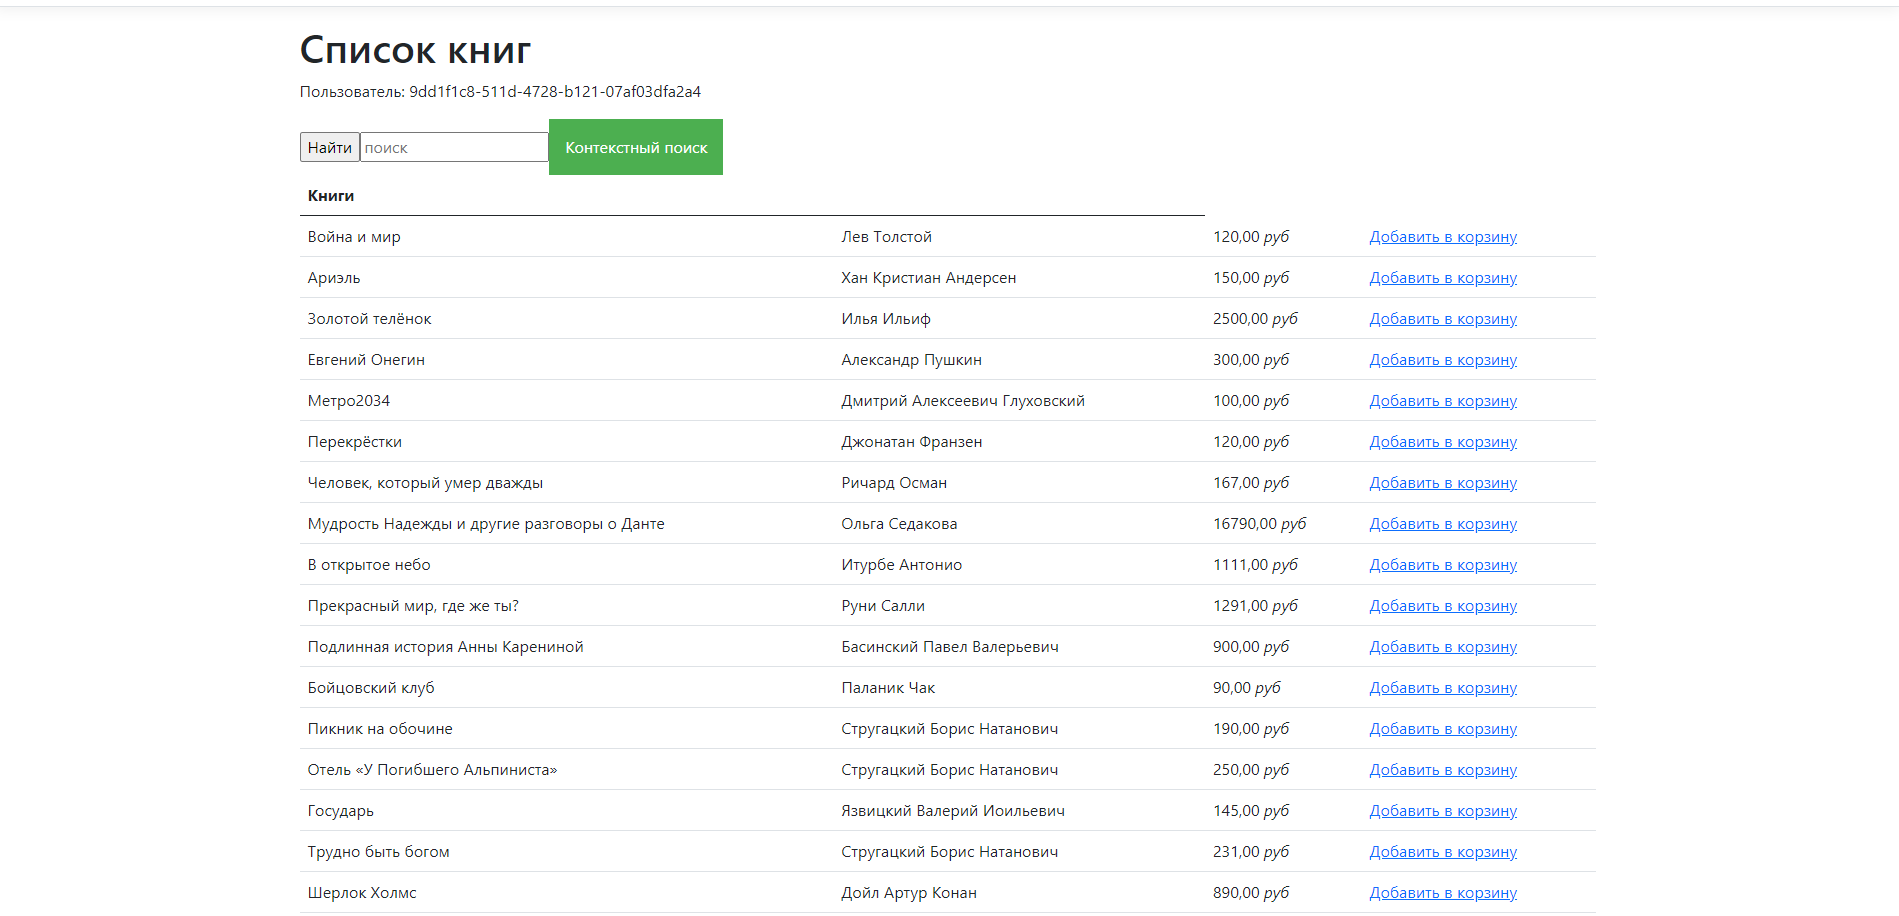 Список книг
Пользователь: 9dd1f1c8-511d-4728-b121-07af03dfa2a4
Найти поиск Контекстный поиск
Книги
Война и мир Лев Толстой 120,00 руб Добавить в корзину
Ариэль Хан Кристиан Андерсен 150,00 руб Добавить в корзину
Золотой телёнок Илья Ильиф 2500,00 руб Добавить в корзину
Евгений Онегин Александр Пушкин 300,00 руб Добавить в корзину
Метро2034 Дмитрий Алексеевич Глуховский 100,00 руб Добавить в корзину
Перекрёстки Джонатан Франзен 120,00 руб Добавить в корзину
Человек, который умер дважды Ричард Осман 167,00 руб Добавить в корзину
Мудрость Надежды и другие разговоры о Данте Ольга Седакова 16790,00 руб Добавить в корзину
В открытое небо Итурбе Антонио 1111,00 руб Добавить в корзину
Прекрасный мир, где же ты? Руни Салли 1291,00 руб Добавить в корзину
Подлинная история Анны Карениной Басинский Павел Валерьевич 900,00 руб Добавить в корзину
Бойцовский клуб Паланик Чак 90,00 руб Добавить в корзину
Пикник на обочине Стругацкий Борис Натанович 190,00 руб Добавить в корзину
Отель «У Погибшего Альпиниста» Стругацкий Борис Натанович 250,00 руб Добавить в корзину
Государь Язвицкий Валерий Иоильевич 145,00 руб Добавить в корзину
Трудно быть богом Стругацкий Борис Натанович 231,00 руб Добавить в корзину
Шерлок Холмс Дойл Артур Конан 890,00 руб Добавить в корзину